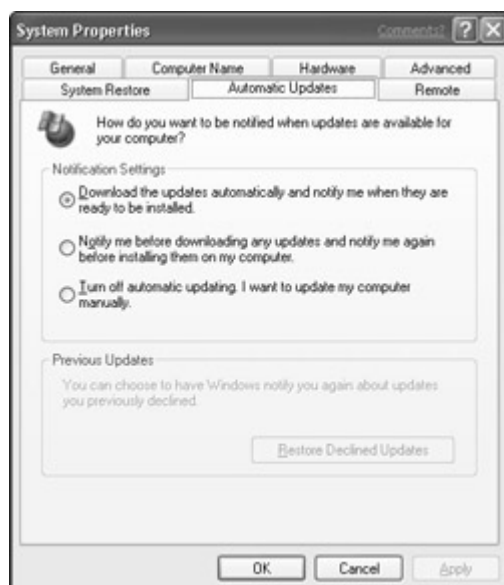 System Properties
Comments?
General
Computer Name
Hardware
Advanced
System Restore
Automatic Updates
Remote
How do you want to be notified when updates are available for
your computer?
Notification Settings
Download the updates automatically and notify me when they are
ready to be installed.
Notify me before downloading any updates and notify me again
before installing them on my computer.
Turn off automatic updating. I want to update my computer
manually.
Previous Updates
You can choose to have Windows notify you again about updates
you previously declined.
Restore Declined Updates
OK
Cancel
Apply